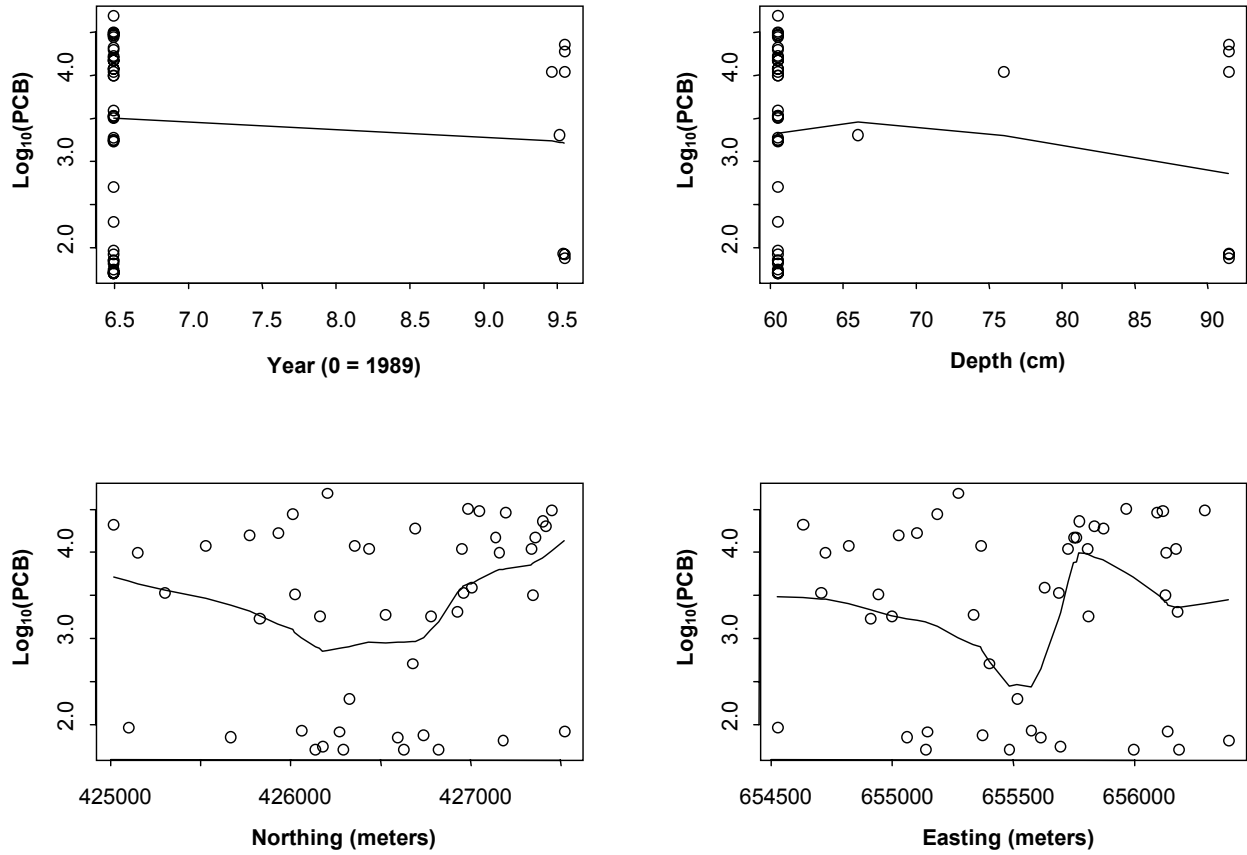 Log₁₀(PCB)
4.0
3.0
2.0
6.5 7.0 7.5 8.0 8.5 9.0 9.5
Year (0 = 1989)
Log₁₀(PCB)
4.0
3.0
2.0
60 65 70 75 80 85 90
Depth (cm)
Log₁₀(PCB)
4.0
3.0
2.0
425000 426000 427000
Northing (meters)
Log₁₀(PCB)
4.0
3.0
2.0
654500 655000 655500 656000
Easting (meters)